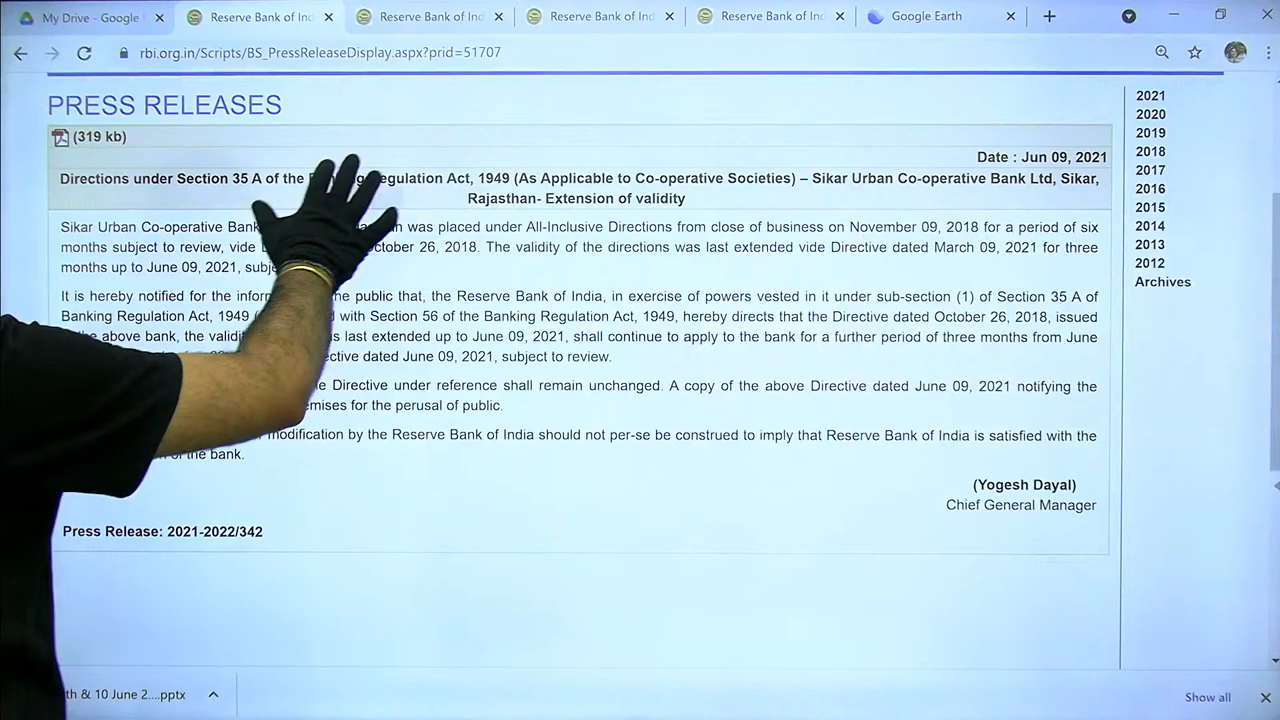 My Drive - Google
Reserve Bank of Ind
Reserve Bank of Ind
Reserve Bank of Ind
Reserve Bank of Ind
Google Earth
rbi.org.in/Scripts/BS_PressReleaseDisplay.aspx?prid=51707
PRESS RELEASES
(319 kb)
Date : Jun 09, 2021
Directions under Section 35 A of the Regulation Act, 1949 (As Applicable to Co-operative Societies) – Sikar Urban Co-operative Bank Ltd, Sikar,
Rajasthan- Extension of validity
Sikar Urban Co-operative Bank was placed under All-Inclusive Directions from close of business on November 09, 2018 for a period of six
months subject to review, vide October 26, 2018. The validity of the directions was last extended vide Directive dated March 09, 2021 for three
months up to June 09, 2021,
It is hereby notified for the the public that, the Reserve Bank of India, in exercise of powers vested in it under sub-section (1) of Section 35 A of
Banking Regulation Act, 1949 with Section 56 of the Banking Regulation Act, 1949, hereby directs that the Directive dated October 26, 2018, issued
the above bank, the last extended up to June 09, 2021, shall continue to apply to the bank for a further period of three months from June
dated June 09, 2021, subject to review.
Directive under reference shall remain unchanged. A copy of the above Directive dated June 09, 2021 notifying the
for the perusal of public.
modification by the Reserve Bank of India should not per-se be construed to imply that Reserve Bank of India is satisfied with the
of the bank.
(Yogesh Dayal)
Chief General Manager
Press Release: 2021-2022/342
2021
2020
2019
2018
2017
2016
2015
2014
2013
2012
Archives
& 10 June 2....pptx
Show all